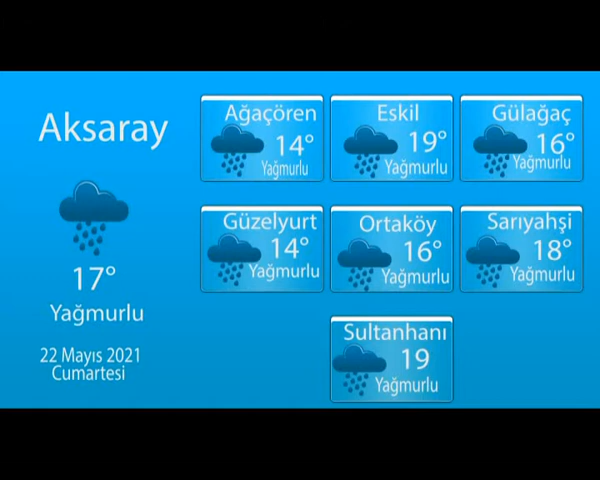 Aksaray
17°
Yağmurlu
22 Mayıs 2021
Cumartesi
Ağaçören
14°
Yağmurlu
Eskil
19°
Yağmurlu
Gülağaç
16°
Yağmurlu
Güzelyurt
14°
Yağmurlu
Ortaköy
16°
Yağmurlu
Sarıyahşi
18°
Yağmurlu
Sultanhanı
19
Yağmurlu